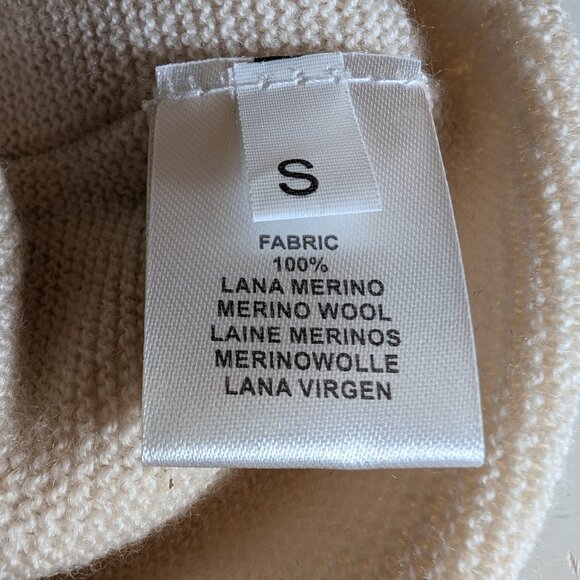 S
FABRIC
100%
LANA MERINO
MERINO WOOL
LAINE MERINOS
MERINOWOLLE
LANA VIRGEN